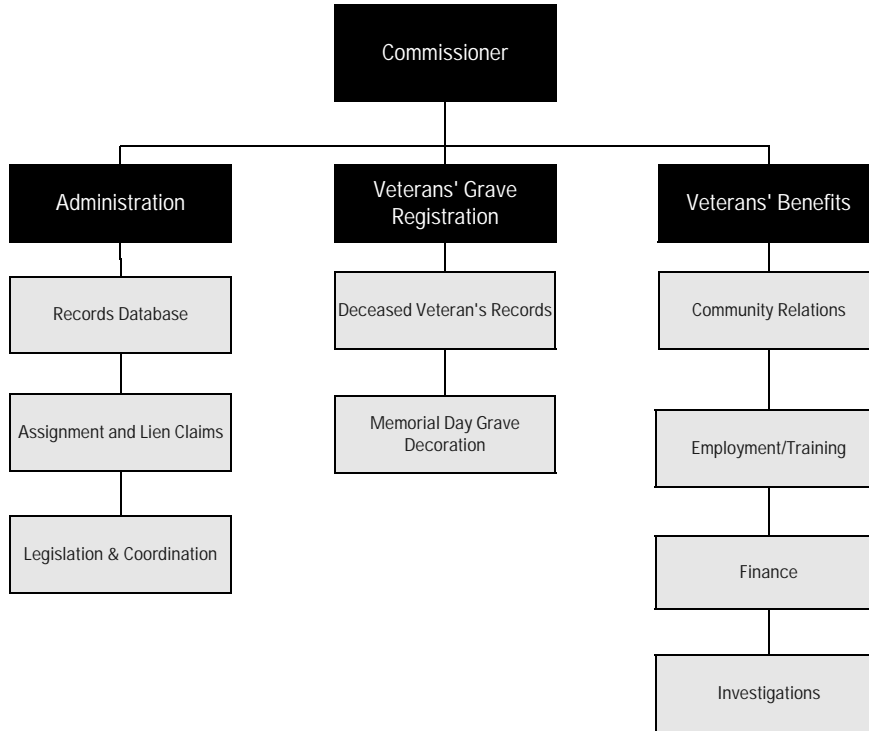 Commissioner
Administration
Veterans' Grave
Registration
Veterans' Benefits
Records Database
Deceased Veteran's Records
Community Relations
Assignment and Lien Claims
Memorial Day Grave
Decoration
Employment/Training
Legislation & Coordination
Finance
Investigations